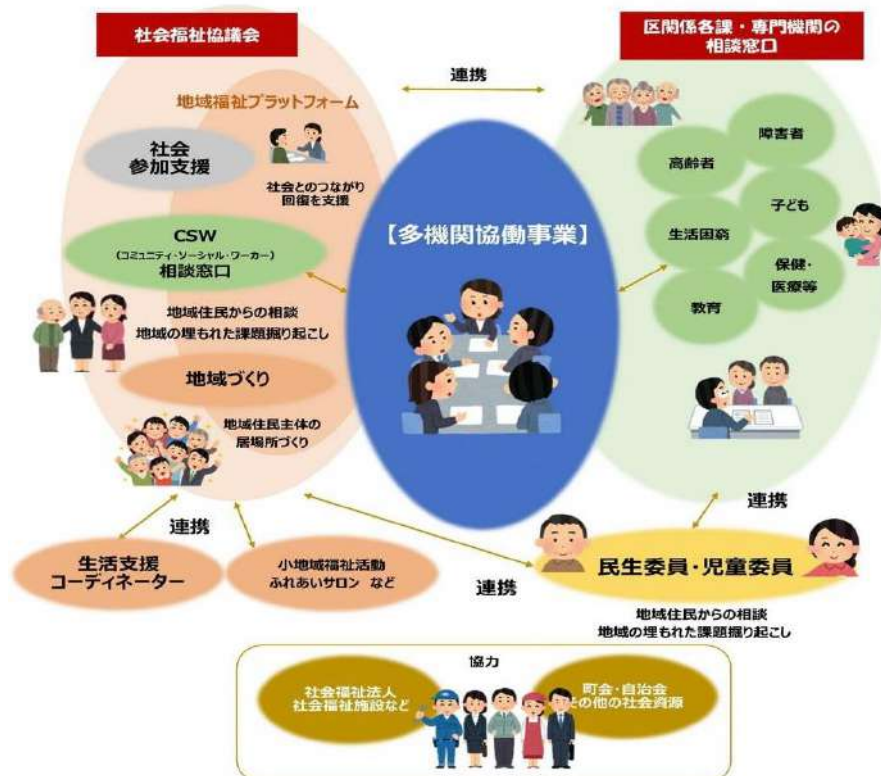 社会福祉協議会
区関係各課・専門機関の
相談窓口
連携
地域福祉プラットフォーム
社会
参加支援
社会とのつながり
回復を支援
CSW
(コミュニティ・ソーシャル・ワーカー)
相談窓口
地域住民からの相談
地域の埋もれた課題掘り起こし
地域づくり
地域住民主体の
居場所づくり
【多機関協働事業】
障害者
高齢者
子ども
生活困窮
保健・
医療等
教育
連携
連携
生活支援
コーディネーター
小地域福祉活動
ふれあいサロン など
連携
民生委員・児童委員
地域住民からの相談
地域の埋もれた課題掘り起こし
協力
社会福祉法人
社会福祉施設など
町会・自治会
その他の社会資源